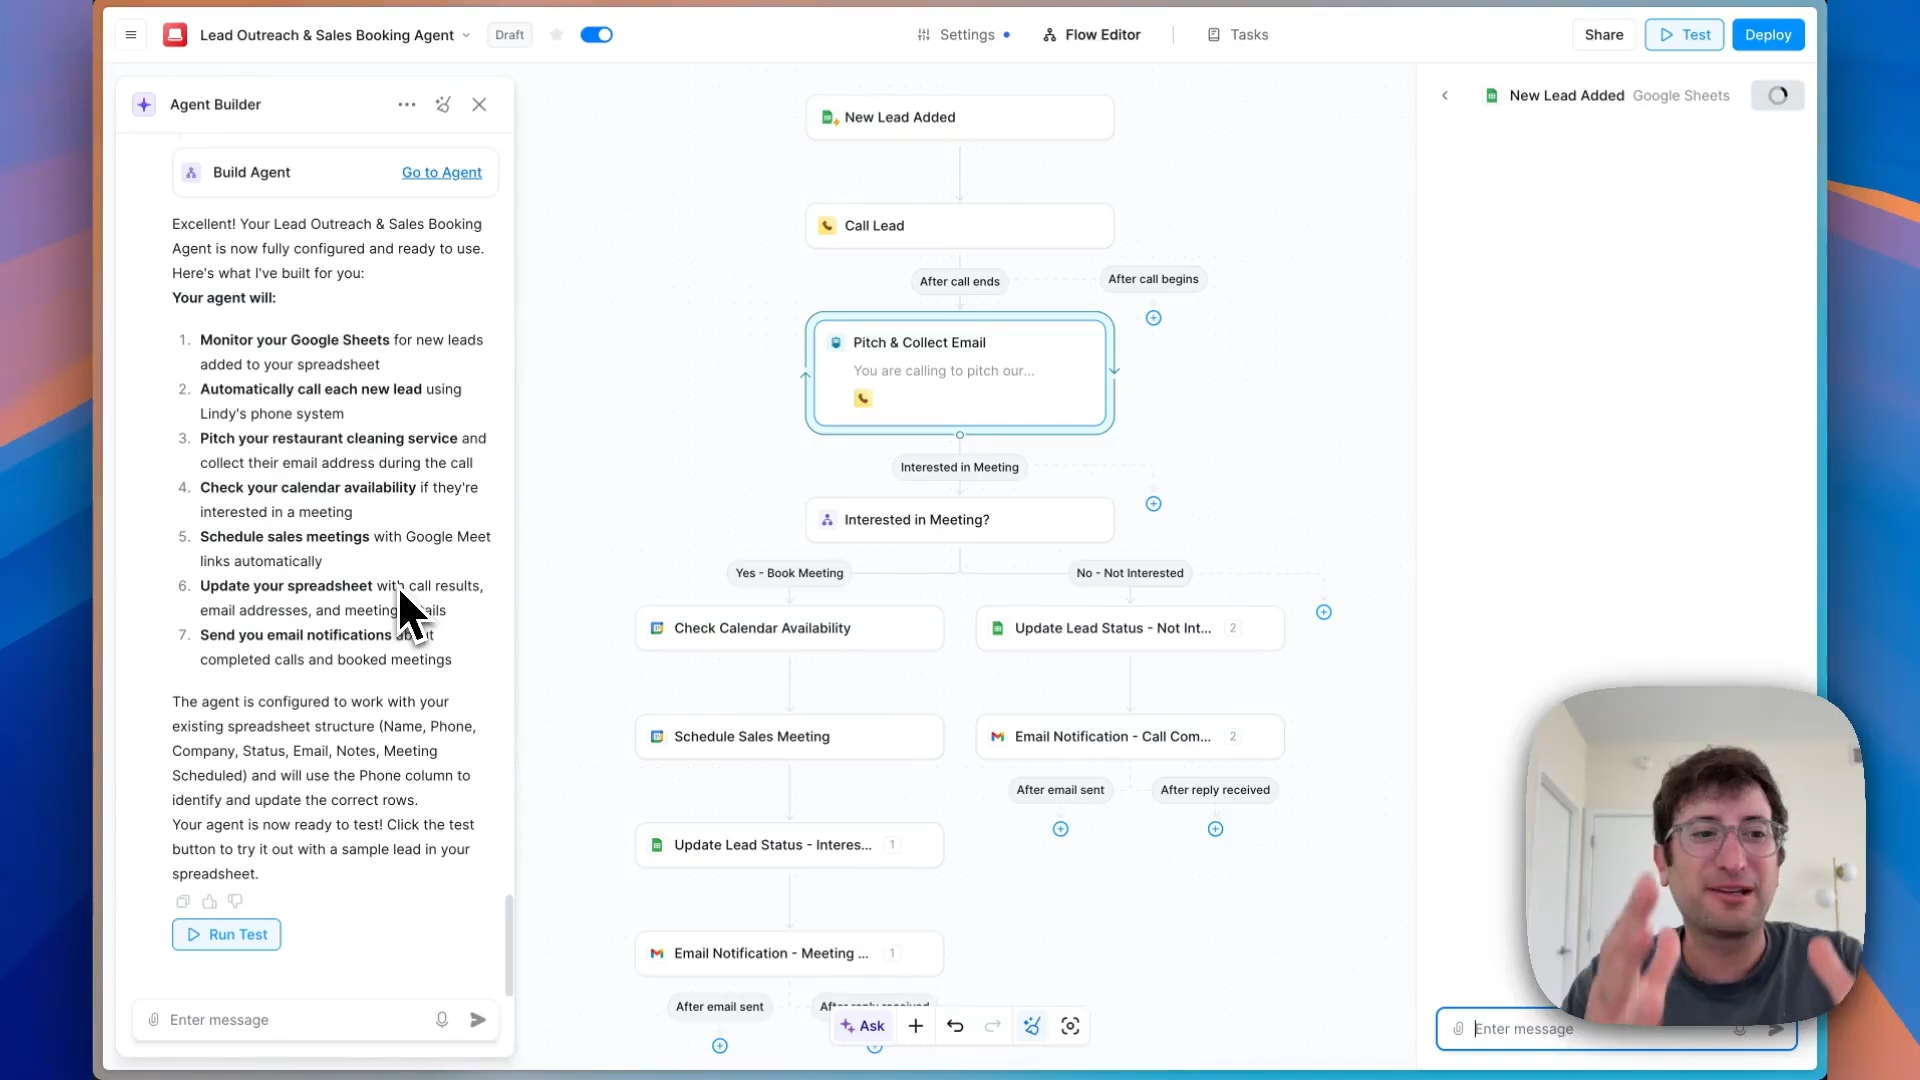 Lead Outreach & Sales Booking Agent
Draft
Settings
Flow Editor
Tasks
Share
Test
Deploy
Agent Builder
Build Agent
Go to Agent
Excellent! Your Lead Outreach & Sales Booking
Agent is now fully configured and ready to use.
Here's what I've built for you:
Your agent will:
1. Monitor your Google Sheets for new leads
added to your spreadsheet
2. Automatically call each new lead using
Lindy's phone system
3. Pitch your restaurant cleaning service and
collect their email address during the call
4. Check your calendar availability if they're
interested in a meeting
5. Schedule sales meetings with Google Meet
links automatically
6. Update your spreadsheet with call results,
email addresses, and meeting
7. Send you email notifications
completed calls and booked meetings
The agent is configured to work with your
existing spreadsheet structure (Name, Phone,
Company, Status, Email, Notes, Meeting
Scheduled) and will use the Phone column to
identify and update the correct rows.
Your agent is now ready to test! Click the test
button to try it out with a sample lead in your
spreadsheet.
Run Test
Enter message
New Lead Added
Call Lead
After call ends
After call begins
Pitch & Collect Email
You are calling to pitch our...
Interested in Meeting
Interested in Meeting?
Yes - Book Meeting
No - Not Interested
Check Calendar Availability
Update Lead Status - Not Int... 2
Schedule Sales Meeting
Email Notification - Call Com... 2
After email sent
After reply received
Update Lead Status - Interes... 1
Email Notification - Meeting ... 1
After email sent
After reply received
Ask
New Lead Added Google Sheets
Enter message